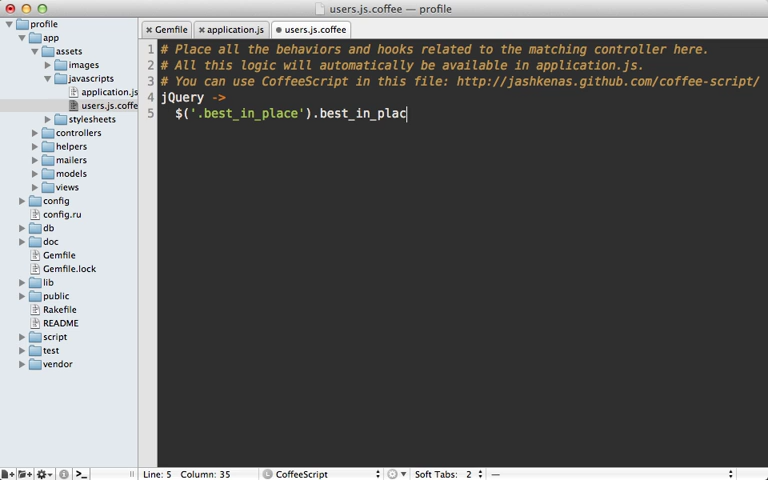 users.js.coffee — profile
profile
app
assets
images
javascripts
application.js
users.js.coffe
stylesheets
controllers
helpers
mailers
models
views
config
config.ru
db
doc
Gemfile
Gemfile.lock
lib
public
Rakefile
README
script
test
vendor
Gemfile
application.js
users.js.coffee
1 # Place all the behaviors and hooks related to the matching controller here.
2 # All this logic will automatically be available in application.js.
3 # You can use CoffeeScript in this file: http://jashkenas.github.com/coffee-script/
4 jQuery ->
5 $('.best_in_place').best_in_plac
Line: 5 Column: 35
CoffeeScript
Soft Tabs: 2
—